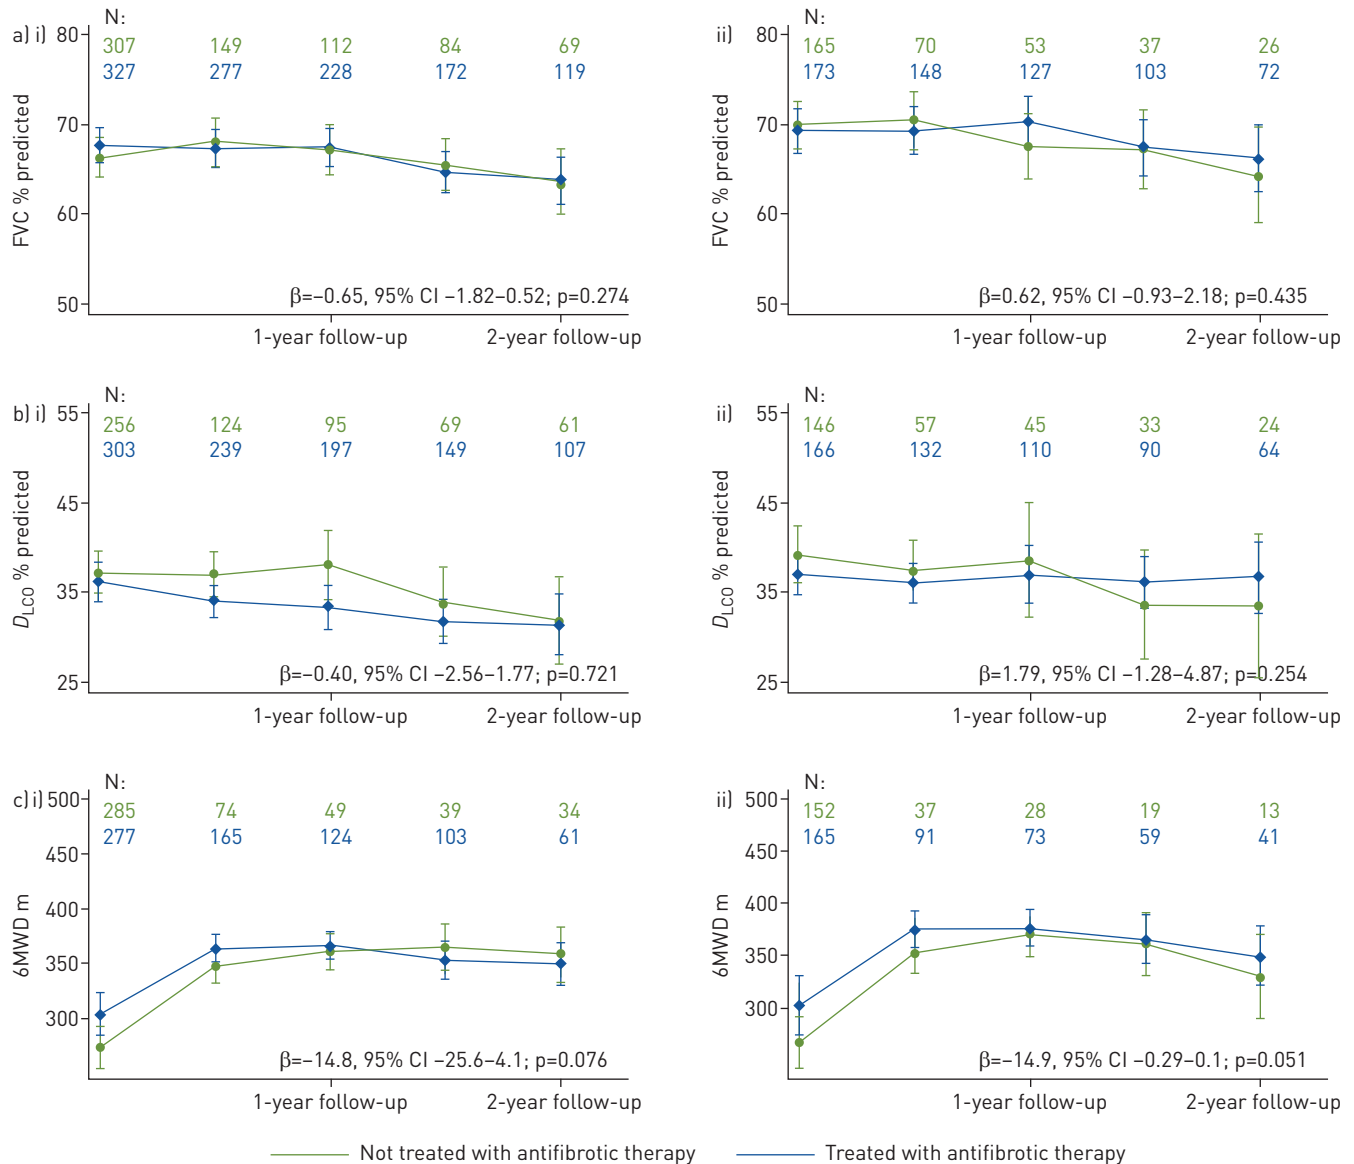 a) i)
N:
307 149 112 84 69
327 277 228 172 119
80
70
60
50
FVC % predicted
β=–0.65, 95% CI –1.82–0.52; p=0.274
1-year follow-up 2-year follow-up
ii)
N:
165 70 53 37 26
173 148 127 103 72
80
70
60
50
FVC % predicted
β=0.62, 95% CI –0.93–2.18; p=0.435
1-year follow-up 2-year follow-up
b) i)
N:
256 124 95 69 61
303 239 197 149 107
55
45
35
25
DLCO % predicted
β=–0.40, 95% CI –2.56–1.77; p=0.721
1-year follow-up 2-year follow-up
ii)
N:
146 57 45 33 24
166 132 110 90 64
55
45
35
25
DLCO % predicted
β=1.79, 95% CI –1.28–4.87; p=0.254
1-year follow-up 2-year follow-up
c) i)
N:
285 74 49 39 34
277 165 124 103 61
500
450
400
350
300
6MWD m
β=–14.8, 95% CI –25.6–4.1; p=0.076
1-year follow-up 2-year follow-up
ii)
N:
152 37 28 19 13
165 91 73 59 41
500
450
400
350
300
6MWD m
β=–14.9, 95% CI –0.29–0.1; p=0.051
1-year follow-up 2-year follow-up
Not treated with antifibrotic therapy Treated with antifibrotic therapy